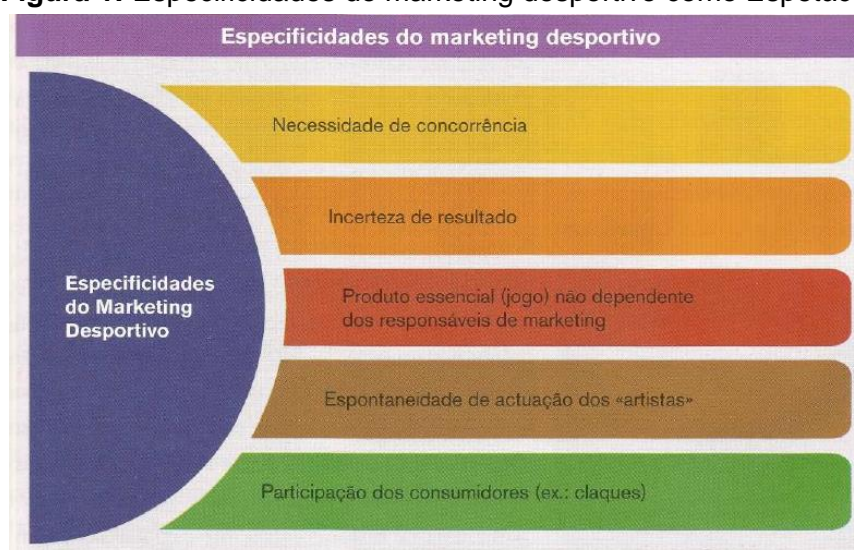 Especificidades do marketing desportivo
Necessidade de concorrência
Incerteza de resultado
Especificidades
do Marketing
Desportivo
Produto essencial (jogo) não dependente
dos responsáveis de marketing
Espontaneidade de actuação dos «artistas»
Participação dos consumidores (ex.: claques)